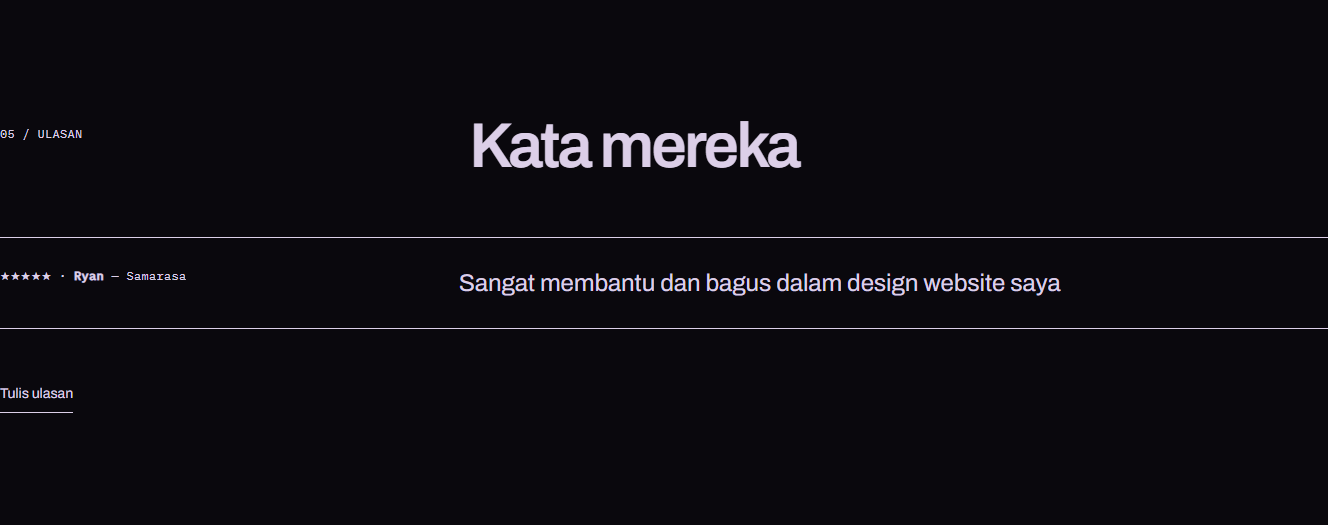 05 / ULASAN
Kata mereka
★★★★★ · Ryan — Samarasa
Sangat membantu dan bagus dalam design website saya
Tulis ulasan